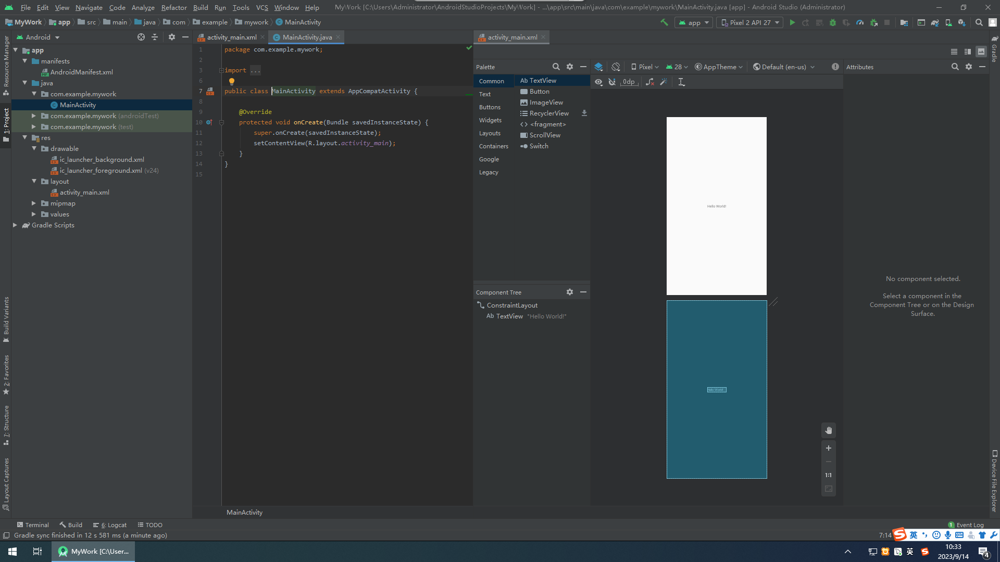 File Edit View Navigate Code Analyze Refactor Build Run Tools VCS Window Help MyWork [C:\Users\Administrator\AndroidStudioProjects\MyWork] - ...\app\src\main\java\com\example\mywork\MainActivity.java [app] - Android Studio (Administrator)
MyWork app src main java com example mywork MainActivity app Pixel 2 API 27
Android activity_main.xml MainActivity.java activity_main.xml
Resource Manager
1: Project
Build Variants
2: Favorites
7: Structure
Layout Captures
app
manifests
AndroidManifest.xml
java
com.example.mywork
MainActivity
com.example.mywork (androidTest)
com.example.mywork (test)
res
drawable
ic_launcher_background.xml
ic_launcher_foreground.xml (v24)
layout
activity_main.xml
mipmap
values
Gradle Scripts
1 package com.example.mywork;
2
3 import ...
6
7 public class MainActivity extends AppCompatActivity {
8
9 @Override
10 protected void onCreate(Bundle savedInstanceState) {
11 super.onCreate(savedInstanceState);
12 setContentView(R.layout.activity_main);
13 }
14 }
15
MainActivity
Palette
Common
Text
Buttons
Widgets
Layouts
Containers
Google
Legacy
Ab TextView
Button
ImageView
RecyclerView
<fragment>
ScrollView
Switch
Component Tree
ConstraintLayout
Ab TextView "Hello World!"
Pixel 28 AppTheme Default (en-us)
0dp
Hello World!
Hello World!
1:1
Attributes
No component selected.
Select a component in the
Component Tree or on the Design
Surface.
Gradle
Device File Explorer
Terminal Build 6: Logcat TODO 1 Event Log
Gradle sync finished in 12 s 581 ms (a minute ago) 7:14 S 英
MyWork [C:\User... 英 S 10:33
2023/9/14 4